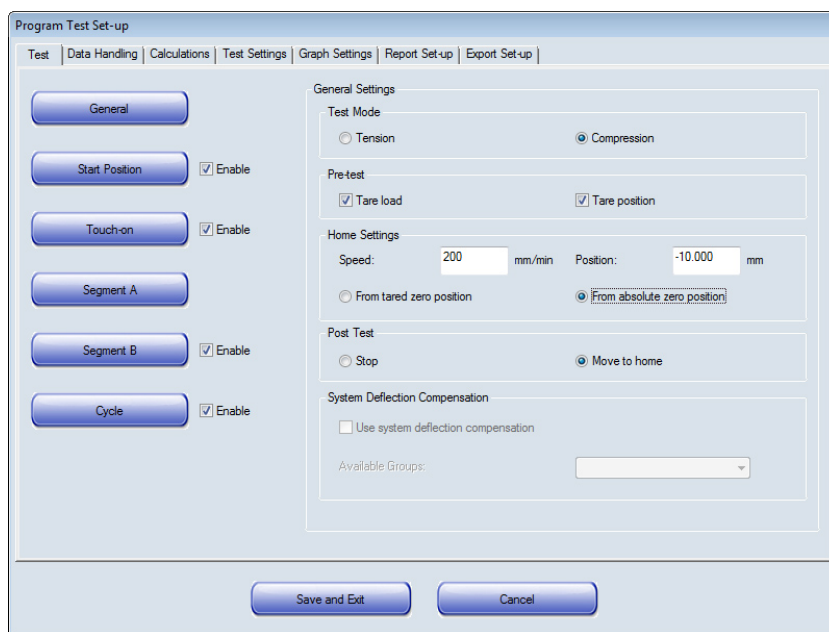 Program Test Set-up
Test Data Handling Calculations Test Settings Graph Settings Report Set-up Export Set-up
General
Start Position Enable
Touch-on Enable
Segment A
Segment B Enable
Cycle Enable
General Settings
Test Mode
Tension Compression
Pre-test
Tare load Tare position
Home Settings
Speed: 200 mm/min Position: -10.000 mm
From tared zero position From absolute zero position
Post Test
Stop Move to home
System Deflection Compensation
Use system deflection compensation
Available Groups:
Save and Exit Cancel